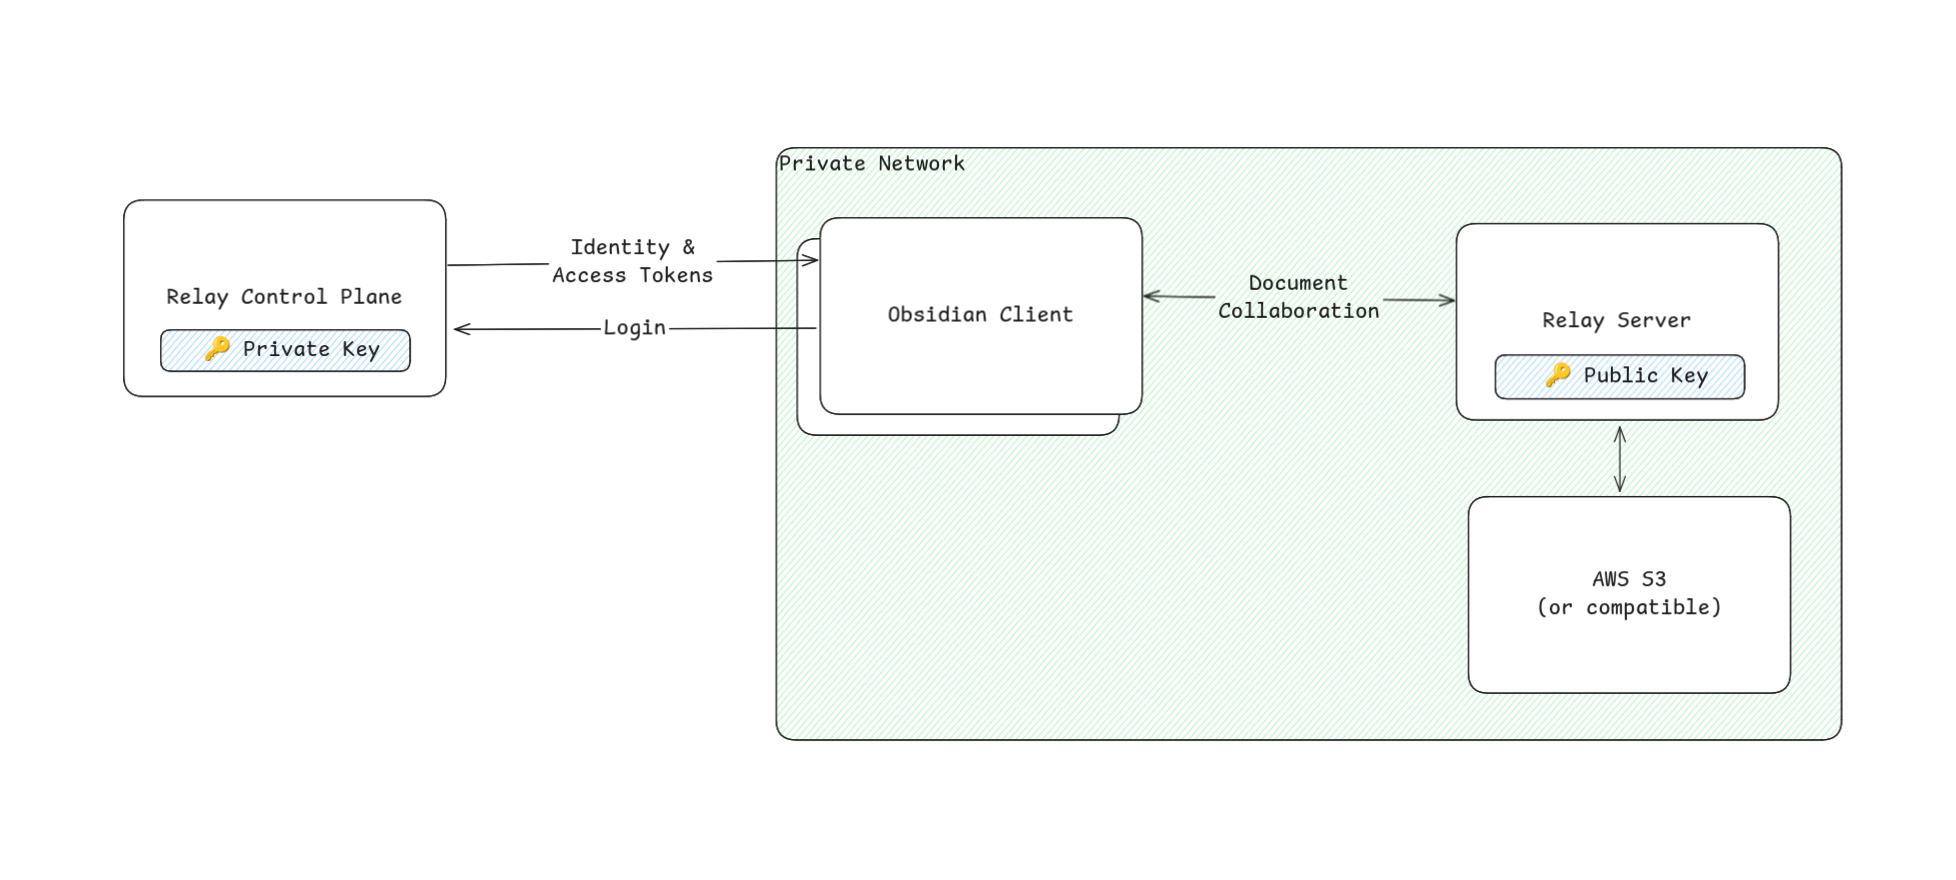 Private Network
Relay Control Plane
🔑 Private Key
Identity &
Access Tokens
Login
Obsidian Client
Document
Collaboration
Relay Server
🔑 Public Key
AWS S3
(or compatible)